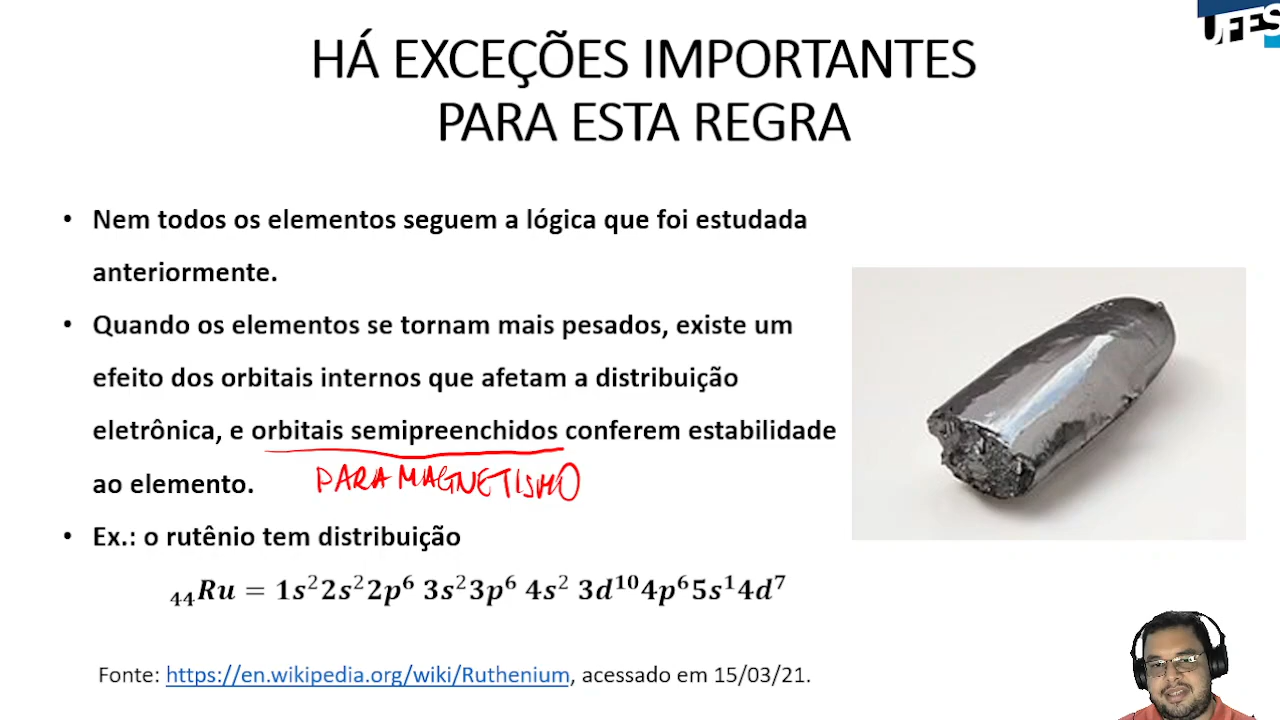 UFES
HÁ EXCEÇÕES IMPORTANTES
PARA ESTA REGRA
• Nem todos os elementos seguem a lógica que foi estudada
anteriormente.
• Quando os elementos se tornam mais pesados, existe um
efeito dos orbitais internos que afetam a distribuição
eletrônica, e orbitais semipreenchidos conferem estabilidade
ao elemento.
PARAMAGNETISMO
• Ex.: o rutênio tem distribuição
₄₄Ru = 1s²2s²2p⁶ 3s²3p⁶ 4s² 3d¹⁰4p⁶5s¹4d⁷
Fonte: https://en.wikipedia.org/wiki/Ruthenium, acessado em 15/03/21.